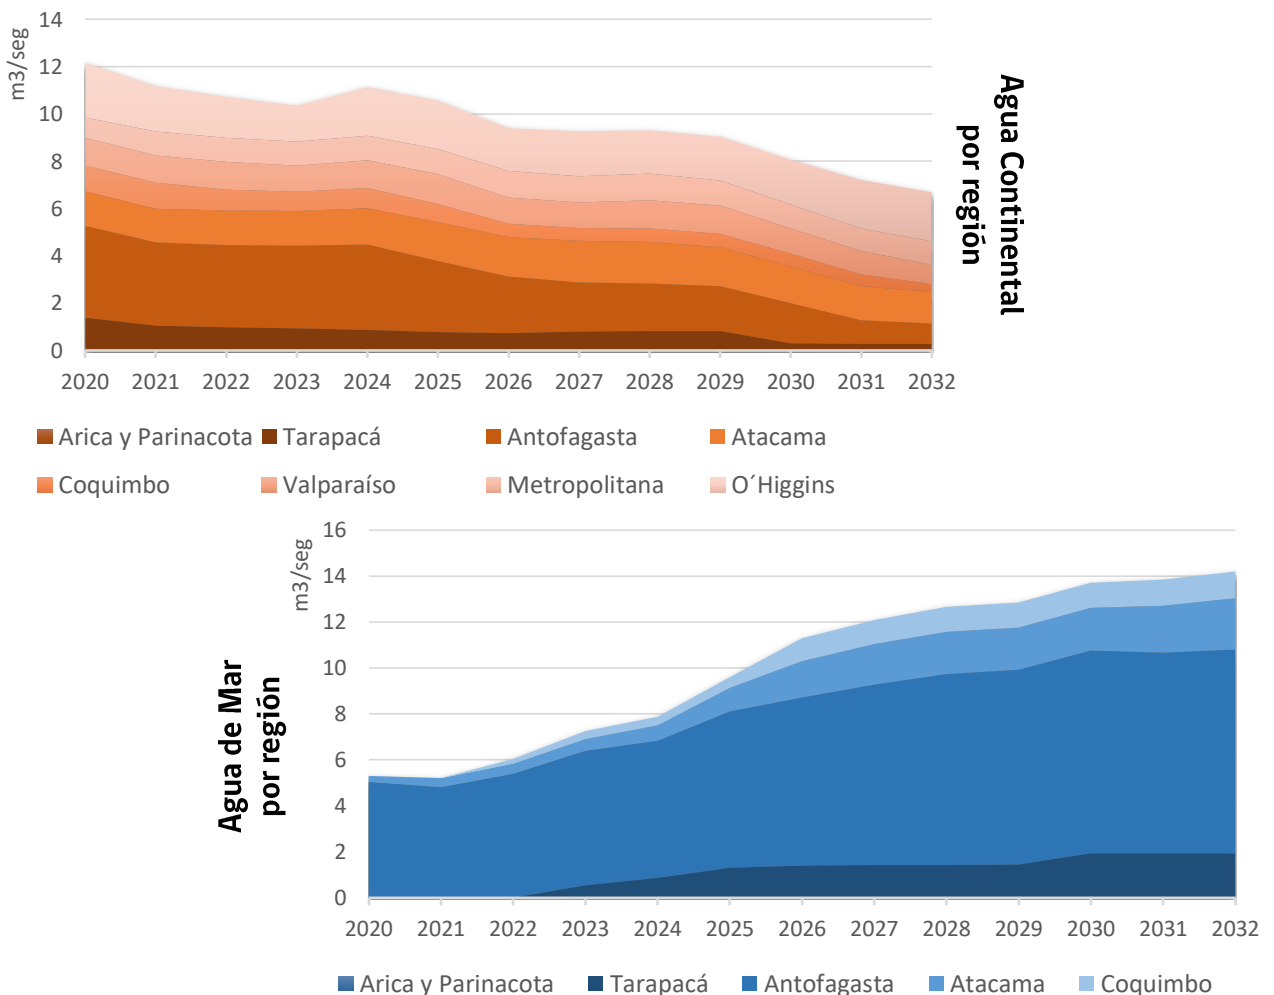 14
m3/seg
12
10
8
6
4
2
0
2020 2021 2022 2023 2024 2025 2026 2027 2028 2029 2030 2031 2032
Agua Continental
por región
Arica y Parinacota Tarapacá Antofagasta Atacama
Coquimbo Valparaíso Metropolitana O´Higgins
Agua de Mar
por región
16
m3/seg
14
12
10
8
6
4
2
0
2020 2021 2022 2023 2024 2025 2026 2027 2028 2029 2030 2031 2032
Arica y Parinacota Tarapacá Antofagasta Atacama Coquimbo